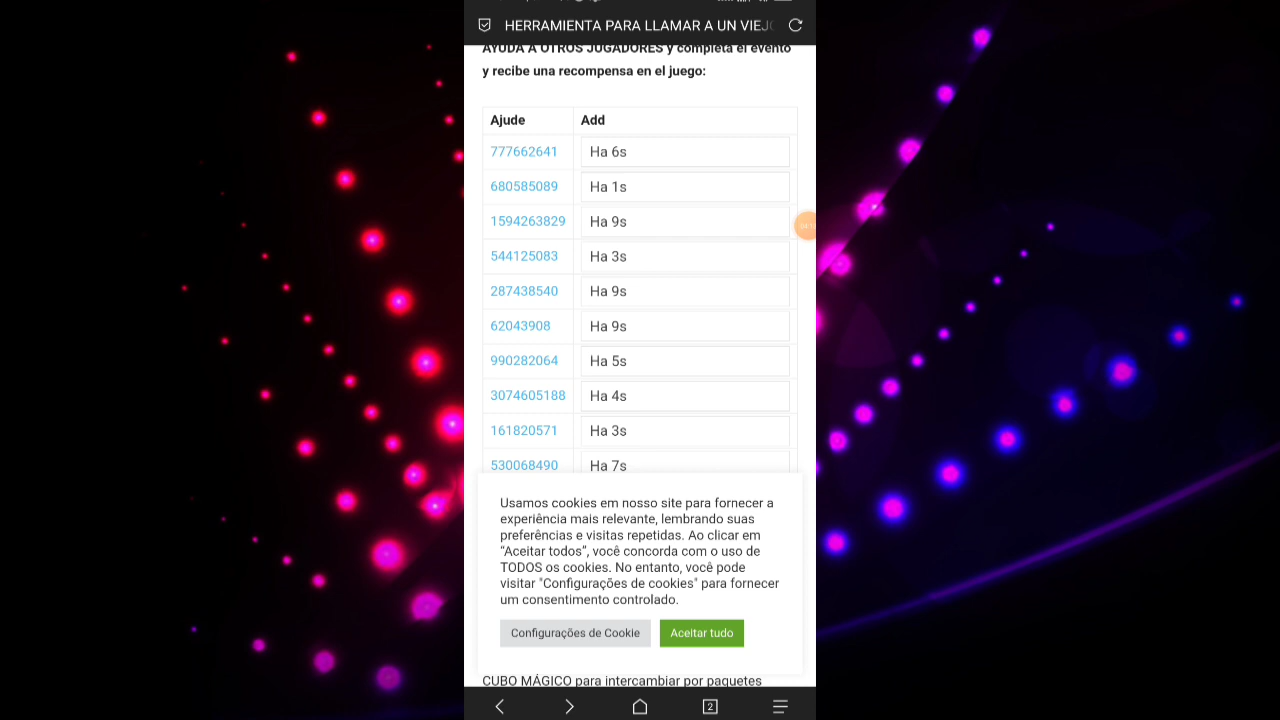 HERRAMIENTA PARA LLAMAR A UN VIEJO
AYUDA A OTROS JUGADORES y completa el evento
y recibe una recompensa en el juego:
Ajude Add
777662641 Ha 6s
680585089 Ha 1s
1594263829 Ha 9s
544125083 Ha 3s
287438540 Ha 9s
62043908 Ha 9s
990282064 Ha 5s
3074605188 Ha 4s
161820571 Ha 3s
530068490 Ha 7s
Usamos cookies em nosso site para fornecer a
experiência mais relevante, lembrando suas
preferências e visitas repetidas. Ao clicar em
“Aceitar todos”, você concorda com o uso de
TODOS os cookies. No entanto, você pode
visitar "Configurações de cookies" para fornecer
um consentimento controlado.
Configurações de Cookie Aceitar tudo
CUBO MÁGICO para intercambiar por paquetes
2